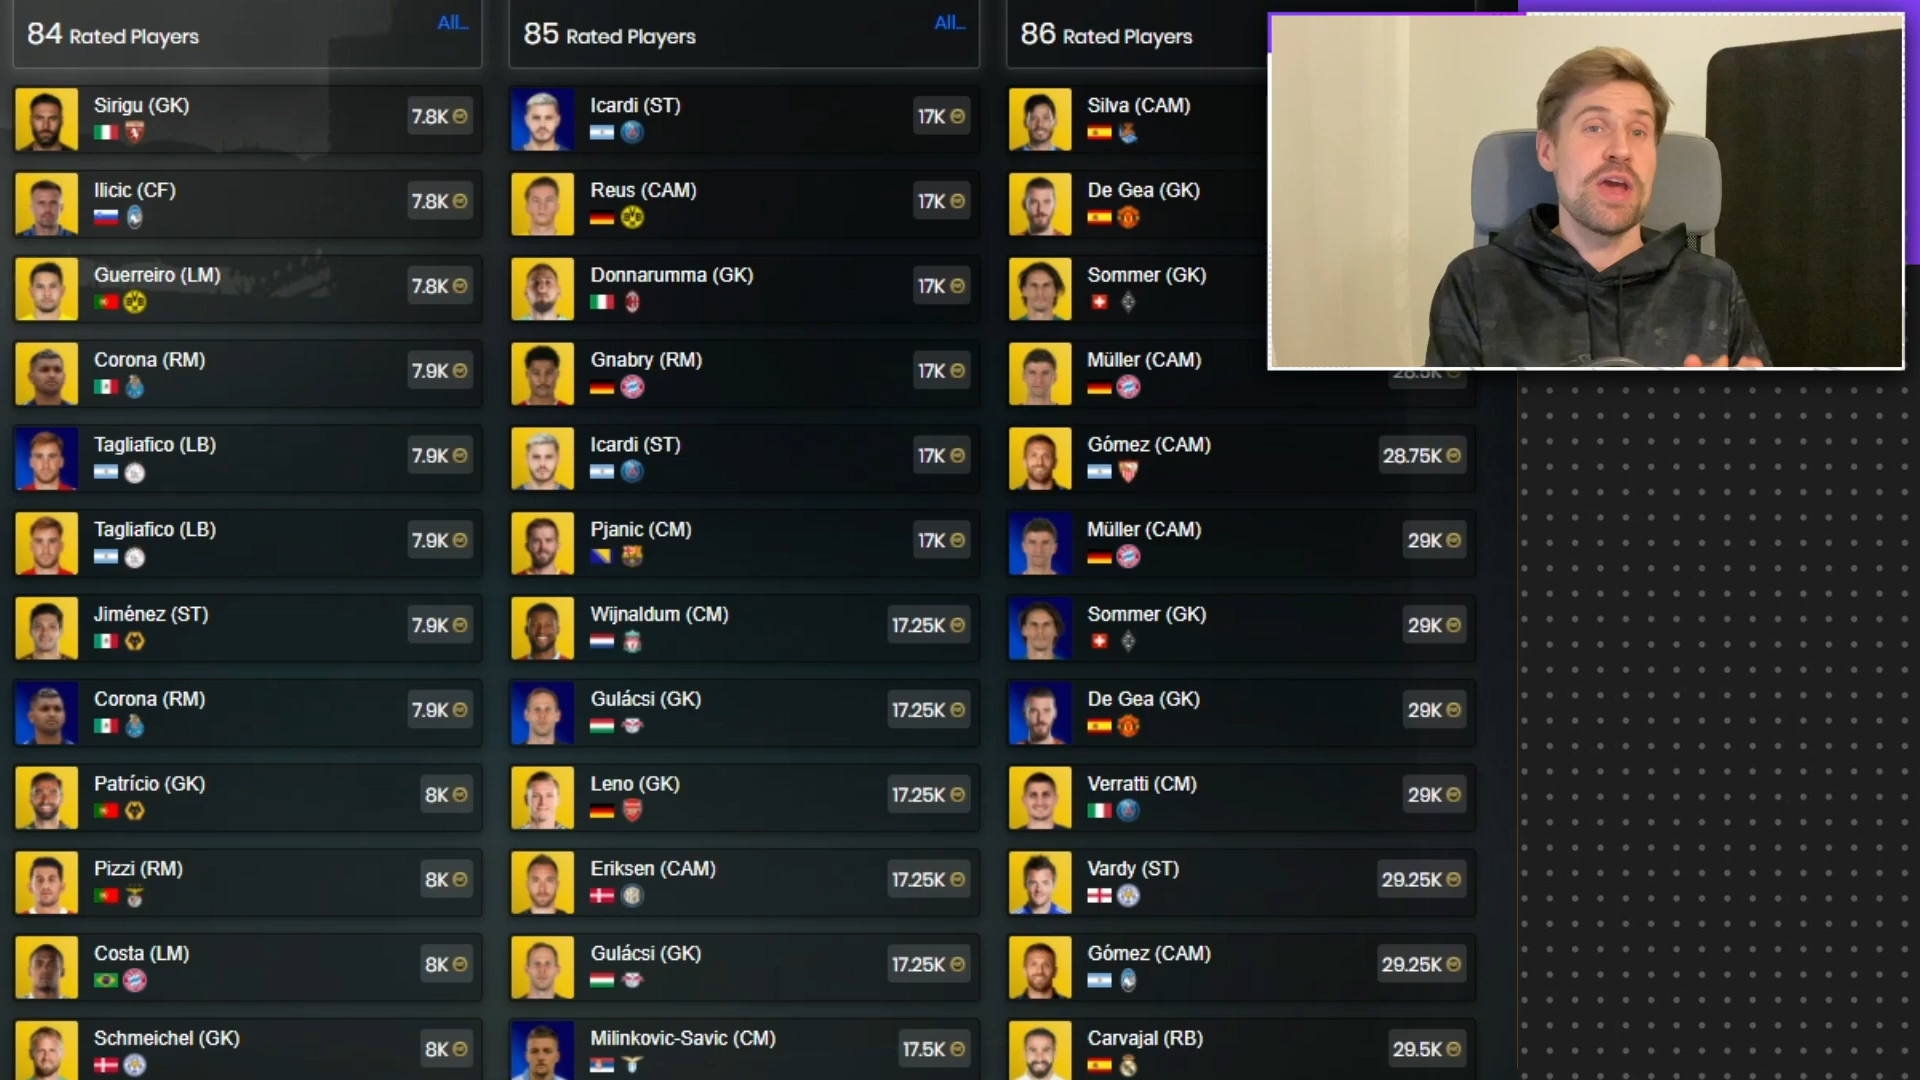 84 Rated Players
All...
Sirigu (GK)
7.8K
Ilicic (CF)
7.8K
Guerreiro (LM)
7.8K
Corona (RM)
7.9K
Tagliafico (LB)
7.9K
Tagliafico (LB)
7.9K
Jiménez (ST)
7.9K
Corona (RM)
7.9K
Patrício (GK)
8K
Pizzi (RM)
8K
Costa (LM)
8K
Schmeichel (GK)
8K
85 Rated Players
All...
Icardi (ST)
17K
Reus (CAM)
17K
Donnarumma (GK)
17K
Gnabry (RM)
17K
Icardi (ST)
17K
Pjanic (CM)
17K
Wijnaldum (CM)
17.25K
Gulácsi (GK)
17.25K
Leno (GK)
17.25K
Eriksen (CAM)
17.25K
Gulácsi (GK)
17.25K
Milinkovic-Savic (CM)
17.5K
86 Rated Players
Silva (CAM)
De Gea (GK)
Sommer (GK)
Müller (CAM)
Gómez (CAM)
28.75K
Müller (CAM)
29K
Sommer (GK)
29K
De Gea (GK)
29K
Verratti (CM)
29K
Vardy (ST)
29.25K
Gómez (CAM)
29.25K
Carvajal (RB)
29.5K